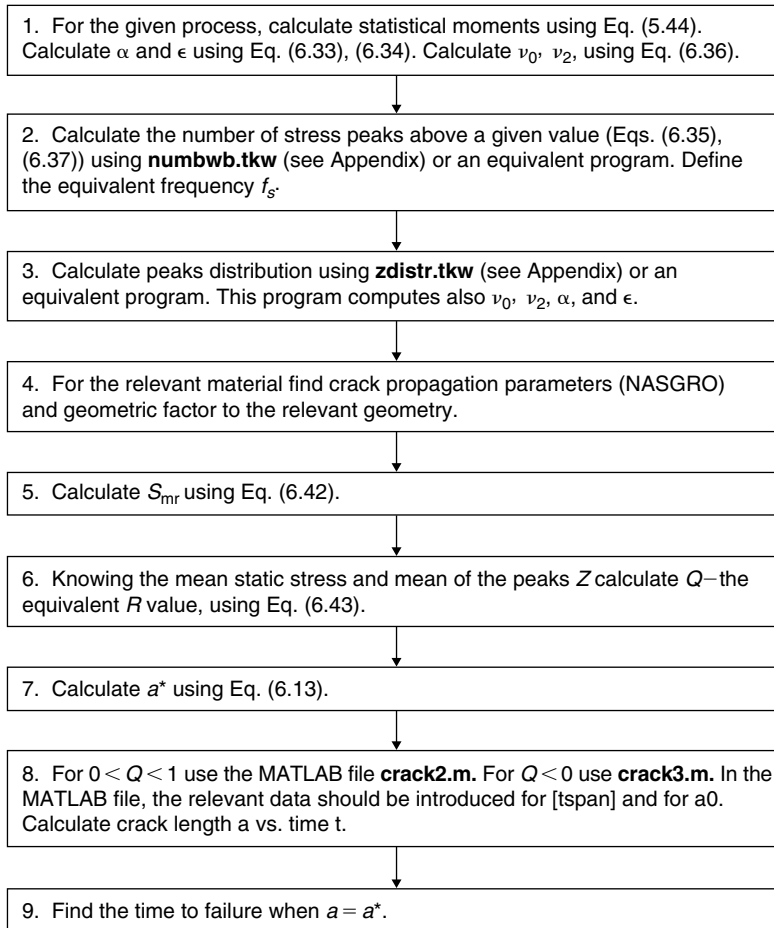 1. For the given process, calculate statistical moments using Eq. (5.44).
Calculate α and ϵ using Eq. (6.33), (6.34). Calculate ν0, ν2, using Eq. (6.36).
2. Calculate the number of stress peaks above a given value (Eqs. (6.35),
(6.37)) using numbwb.tkw (see Appendix) or an equivalent program. Define
the equivalent frequency fs.
3. Calculate peaks distribution using zdistr.tkw (see Appendix) or an
equivalent program. This program computes also ν0, ν2, α, and ϵ.
4. For the relevant material find crack propagation parameters (NASGRO)
and geometric factor to the relevant geometry.
5. Calculate Smr using Eq. (6.42).
6. Knowing the mean static stress and mean of the peaks Z calculate Q–the
equivalent R value, using Eq. (6.43).
7. Calculate a* using Eq. (6.13).
8. For 0 < Q < 1 use the MATLAB file crack2.m. For Q < 0 use crack3.m. In the
MATLAB file, the relevant data should be introduced for [tspan] and for a0.
Calculate crack length a vs. time t.
9. Find the time to failure when a = a*.